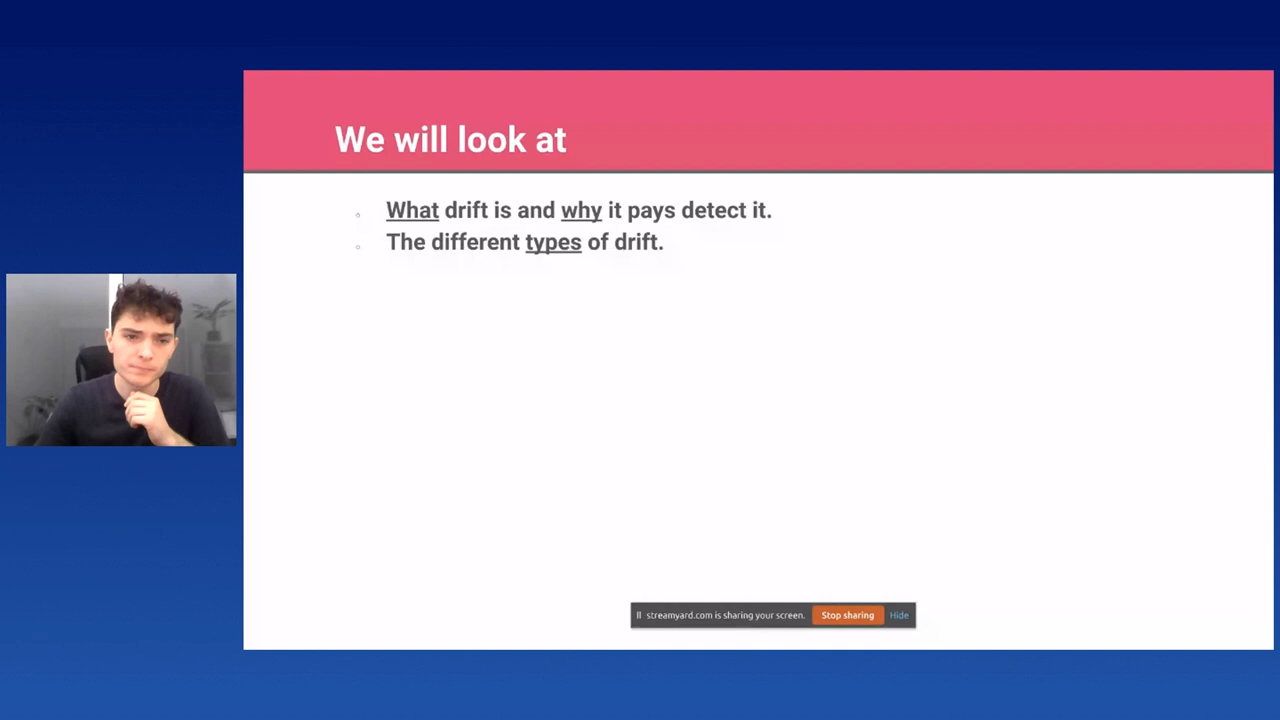 We will look at
What drift is and why it pays detect it.
The different types of drift.
streamyard.com is sharing your screen. Stop sharing Hide